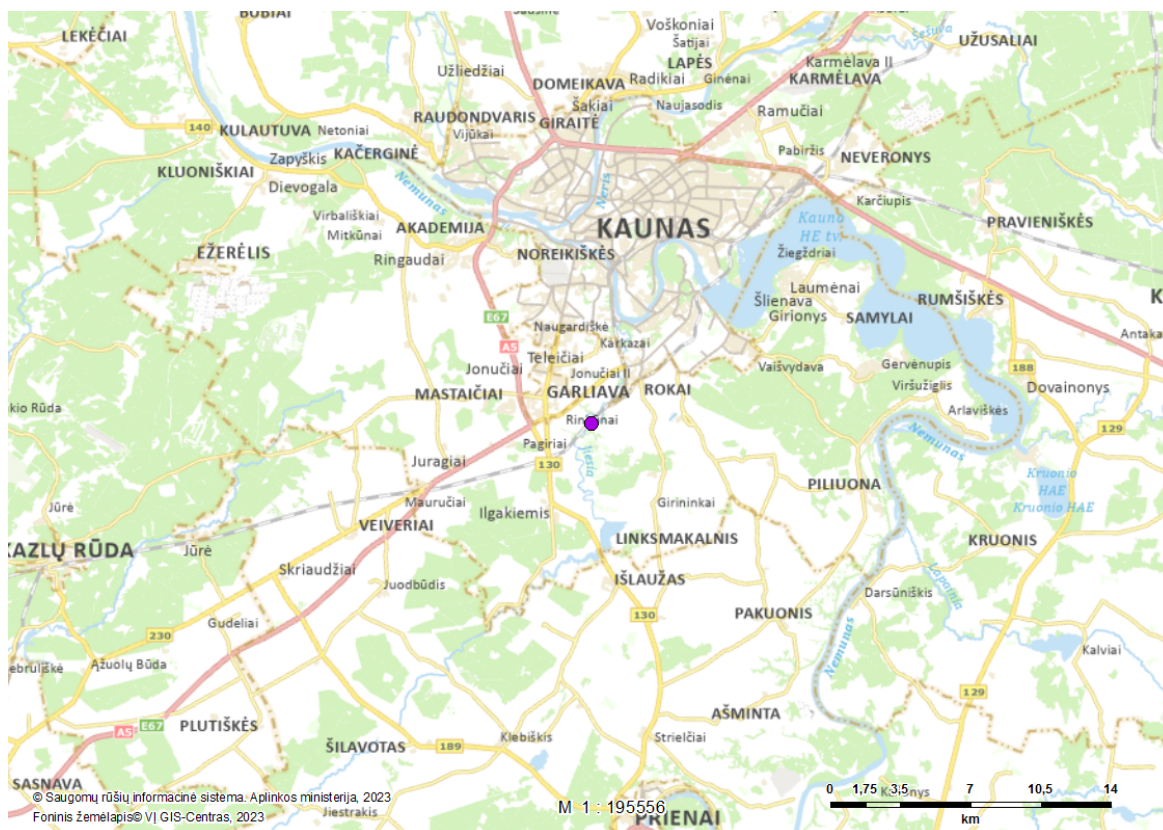 BUBIAI
LEKĖČIAI
Voškoniai
Šatijai
LAPĖS
Šešuva
UŽUSALIAI
Užliedžiai
DOMEIKAVA
Radikiai
Ginėnai
Karmėlava II
KARMĖLAVA
Šakiai
Naujasodis
RAUDONDVARIS
GIRAITĖ
Ramučiai
140
KULAUTUVA
Netoniai
Vijūkai
Zapyškis
KAČERGINĖ
Pabiržis
NEVERONYS
KLUONIŠKIAI
Dievogala
Nemunas
Neris
Karčiupis
Virbališkiai
Mitkūnai
AKADEMIJA
KAUNAS
Kauno
HE tv.
PRAVIENIŠKĖS
EŽERĖLIS
Ringaudai
NOREIKIŠKĖS
Žiegždriai
Laumėnai
Šlienava
Girionys
SAMYLAI
RUMŠIŠKĖS
K
E67
Naugardiškė
Karkazai
Antaka
A5
Jonučiai
Teleičiai
Jonučiai II
Vaišvydava
Gervėnupis
188
MASTAIČIAI
GARLIAVA
ROKAI
Viršužiglis
Dovainonys
kio Rūda
Arlaviškės
129
Pagiriai
Jiesia
Nemunas
Juragiai
130
Kruonio
HAE
Kruonio HAE
Jūrė
Mauručiai
Ilgakiemis
Girininkai
PILIUONA
VEIVERIAI
KAZLŲ RŪDA
Jūrė
LINKSMAKALNIS
KRUONIS
Skriaudžiai
Juodbūdis
IŠLAUŽAS
Darsūniškis
Lapainia
Gudeliai
130
PAKUONIS
230
Nemunas
Kalviai
ebruliškė
Ąžuolų Būda
129
A5
E67
PLUTIŠKĖS
AŠMINTA
ŠILAVOTAS
189
Klebiškis
Strielčiai
SASNAVA
Jiestrakis
PRIENAI
© Saugomų rūšių informacinė sistema. Aplinkos ministerija, 2023
Foninis žemėlapis© VĮ GIS-Centras, 2023
M 1 : 195556
0 1,75 3,5 7 10,5 14
km